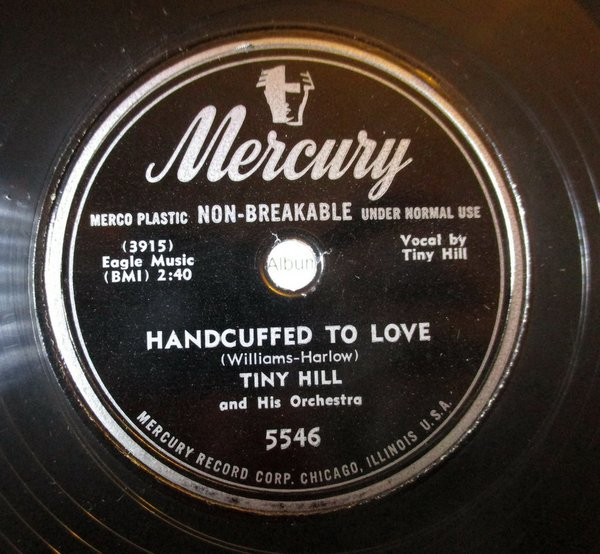 Mercury
MERCO PLASTIC NON-BREAKABLE UNDER NORMAL USE
(3915)
Eagle Music
(BMI) 2:40
Vocal by
Tiny Hill
Album
HANDCUFFED TO LOVE
(Williams-Harlow)
TINY HILL
and His Orchestra
5546
MERCURY RECORD CORP. CHICAGO, ILLINOIS U.S.A.